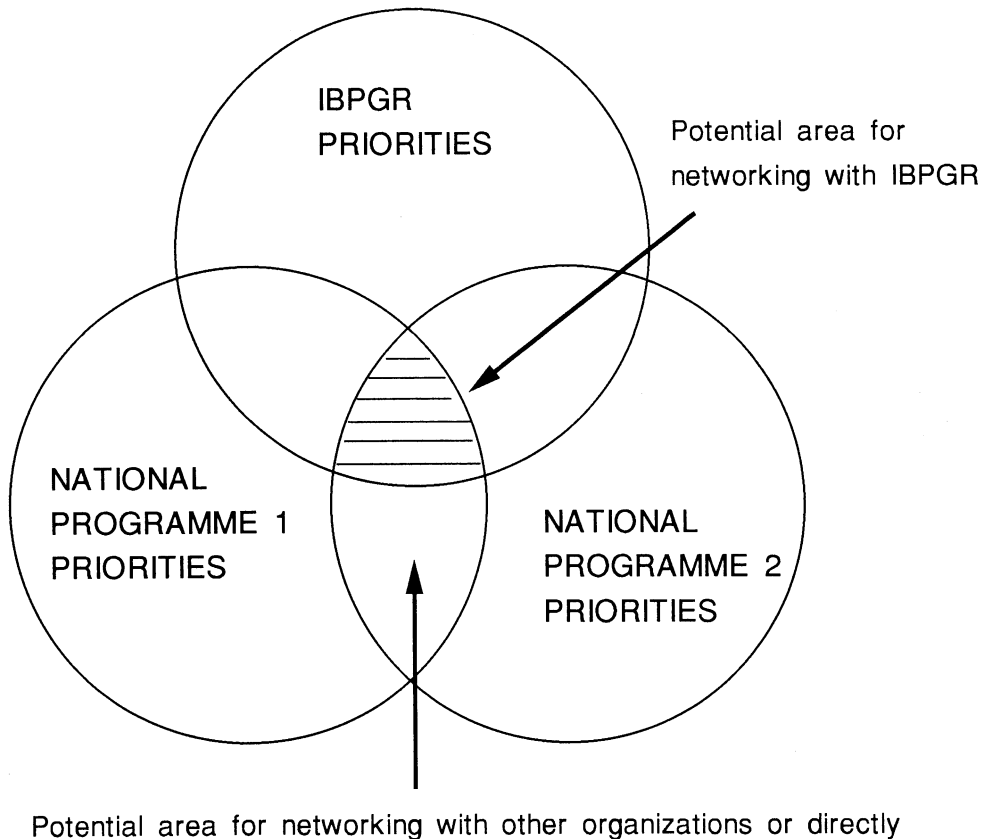 IBPGR
PRIORITIES
Potential area for
networking with IBPGR
NATIONAL
PROGRAMME 1
PRIORITIES
NATIONAL
PROGRAMME 2
PRIORITIES
Potential area for networking with other organizations or directly